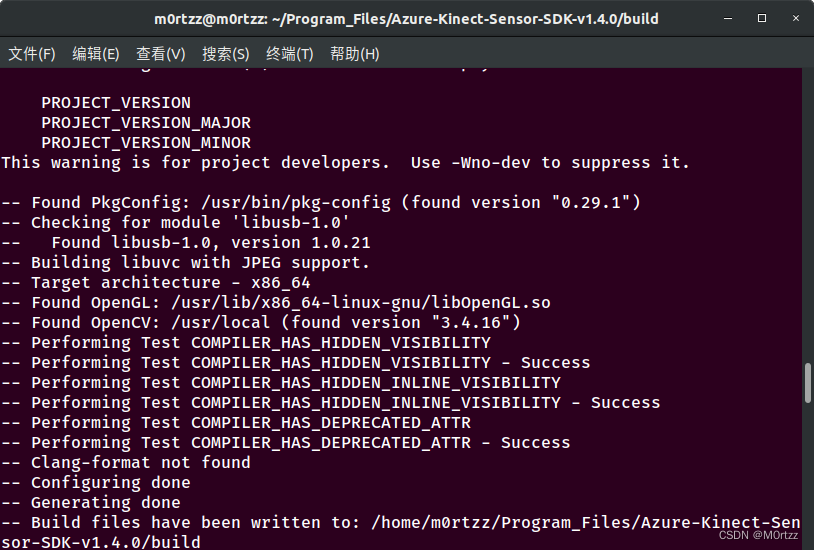 m0rtzz@m0rtzz: ~/Program_Files/Azure-Kinect-Sensor-SDK-v1.4.0/build
文件(F) 编辑(E) 查看(V) 搜索(S) 终端(T) 帮助(H)
PROJECT_VERSION
PROJECT_VERSION_MAJOR
PROJECT_VERSION_MINOR
This warning is for project developers.  Use -Wno-dev to suppress it.
-- Found PkgConfig: /usr/bin/pkg-config (found version "0.29.1")
-- Checking for module 'libusb-1.0'
--   Found libusb-1.0, version 1.0.21
-- Building libuvc with JPEG support.
-- Target architecture - x86_64
-- Found OpenGL: /usr/lib/x86_64-linux-gnu/libOpenGL.so
-- Found OpenCV: /usr/local (found version "3.4.16")
-- Performing Test COMPILER_HAS_HIDDEN_VISIBILITY
-- Performing Test COMPILER_HAS_HIDDEN_VISIBILITY - Success
-- Performing Test COMPILER_HAS_HIDDEN_INLINE_VISIBILITY
-- Performing Test COMPILER_HAS_HIDDEN_INLINE_VISIBILITY - Success
-- Performing Test COMPILER_HAS_DEPRECATED_ATTR
-- Performing Test COMPILER_HAS_DEPRECATED_ATTR - Success
-- Clang-format not found
-- Configuring done
-- Generating done
-- Build files have been written to: /home/m0rtzz/Program_Files/Azure-Kinect-Sen
sor-SDK-v1.4.0/build
CSDN @M0rtzz